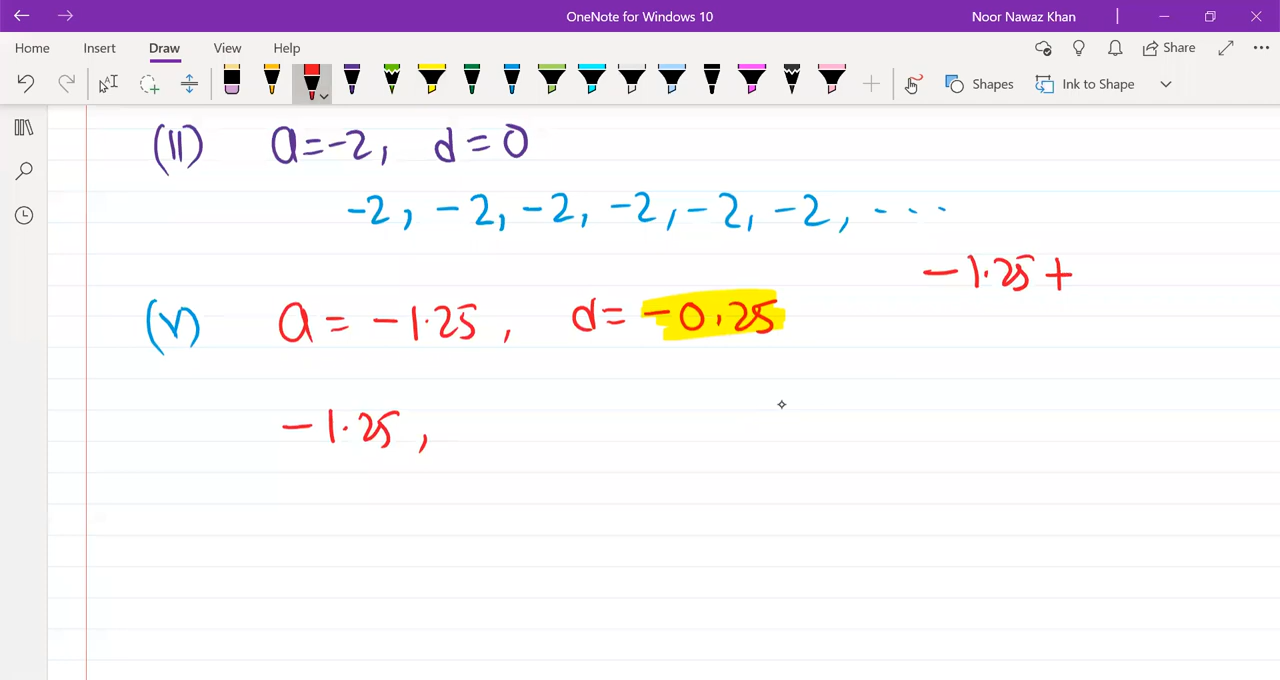 OneNote for Windows 10
Noor Nawaz Khan
Home Insert Draw View Help
Share
Shapes
Ink to Shape
(II) a=-2, d=0
-2, -2, -2, -2, -2, -2, ...
-1.25+
(V) a = -1.25, d= -0.25
-1.25,